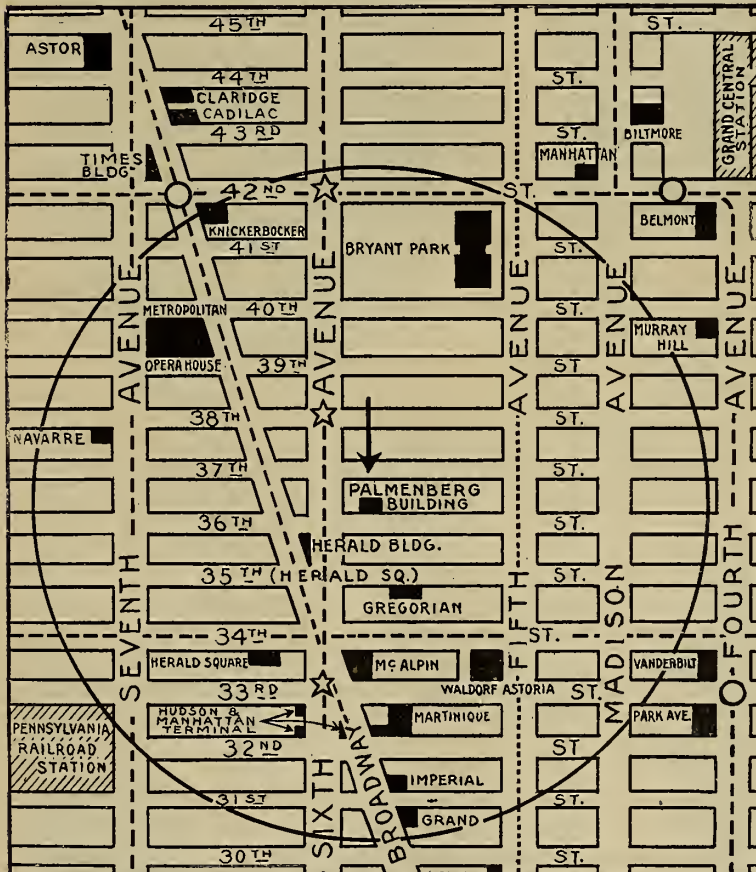 45TH
ST.
ASTOR
44TH
ST.
CLARIDGE
CADILAC
43RD
ST.
BILTMORE
GRAND CENTRAL
STATION
TIMES
BLDG.
MANHATTAN
42ND
ST.
KNICKERBOCKER
BELMONT
41ST
ST.
BRYANT PARK
METROPOLITAN
OPERA HOUSE
40TH
ST.
MURRAY
HILL
39TH
ST
38TH
ST.
NAVARRE
37TH
ST.
PALMENBERG
BUILDING
36TH
ST.
HERALD BLDG.
35TH (HERALD SQ.)
ST.
GREGORIAN
34TH
ST.
HERALD SQUARE
McALPIN
WALDORF ASTORIA
VANDERBILT
33RD
ST.
HUDSON &
MANHATTAN
TERMINAL
MARTINIQUE
PARK AVE.
PENNSYLVANIA
RAILROAD
STATION
32ND
ST
IMPERIAL
31ST
ST.
GRAND
30TH
ST.
SEVENTH AVENUE
SIXTH AVENUE
BROADWAY
FIFTH AVENUE
MADISON AVENUE
FOURTH AVENUE